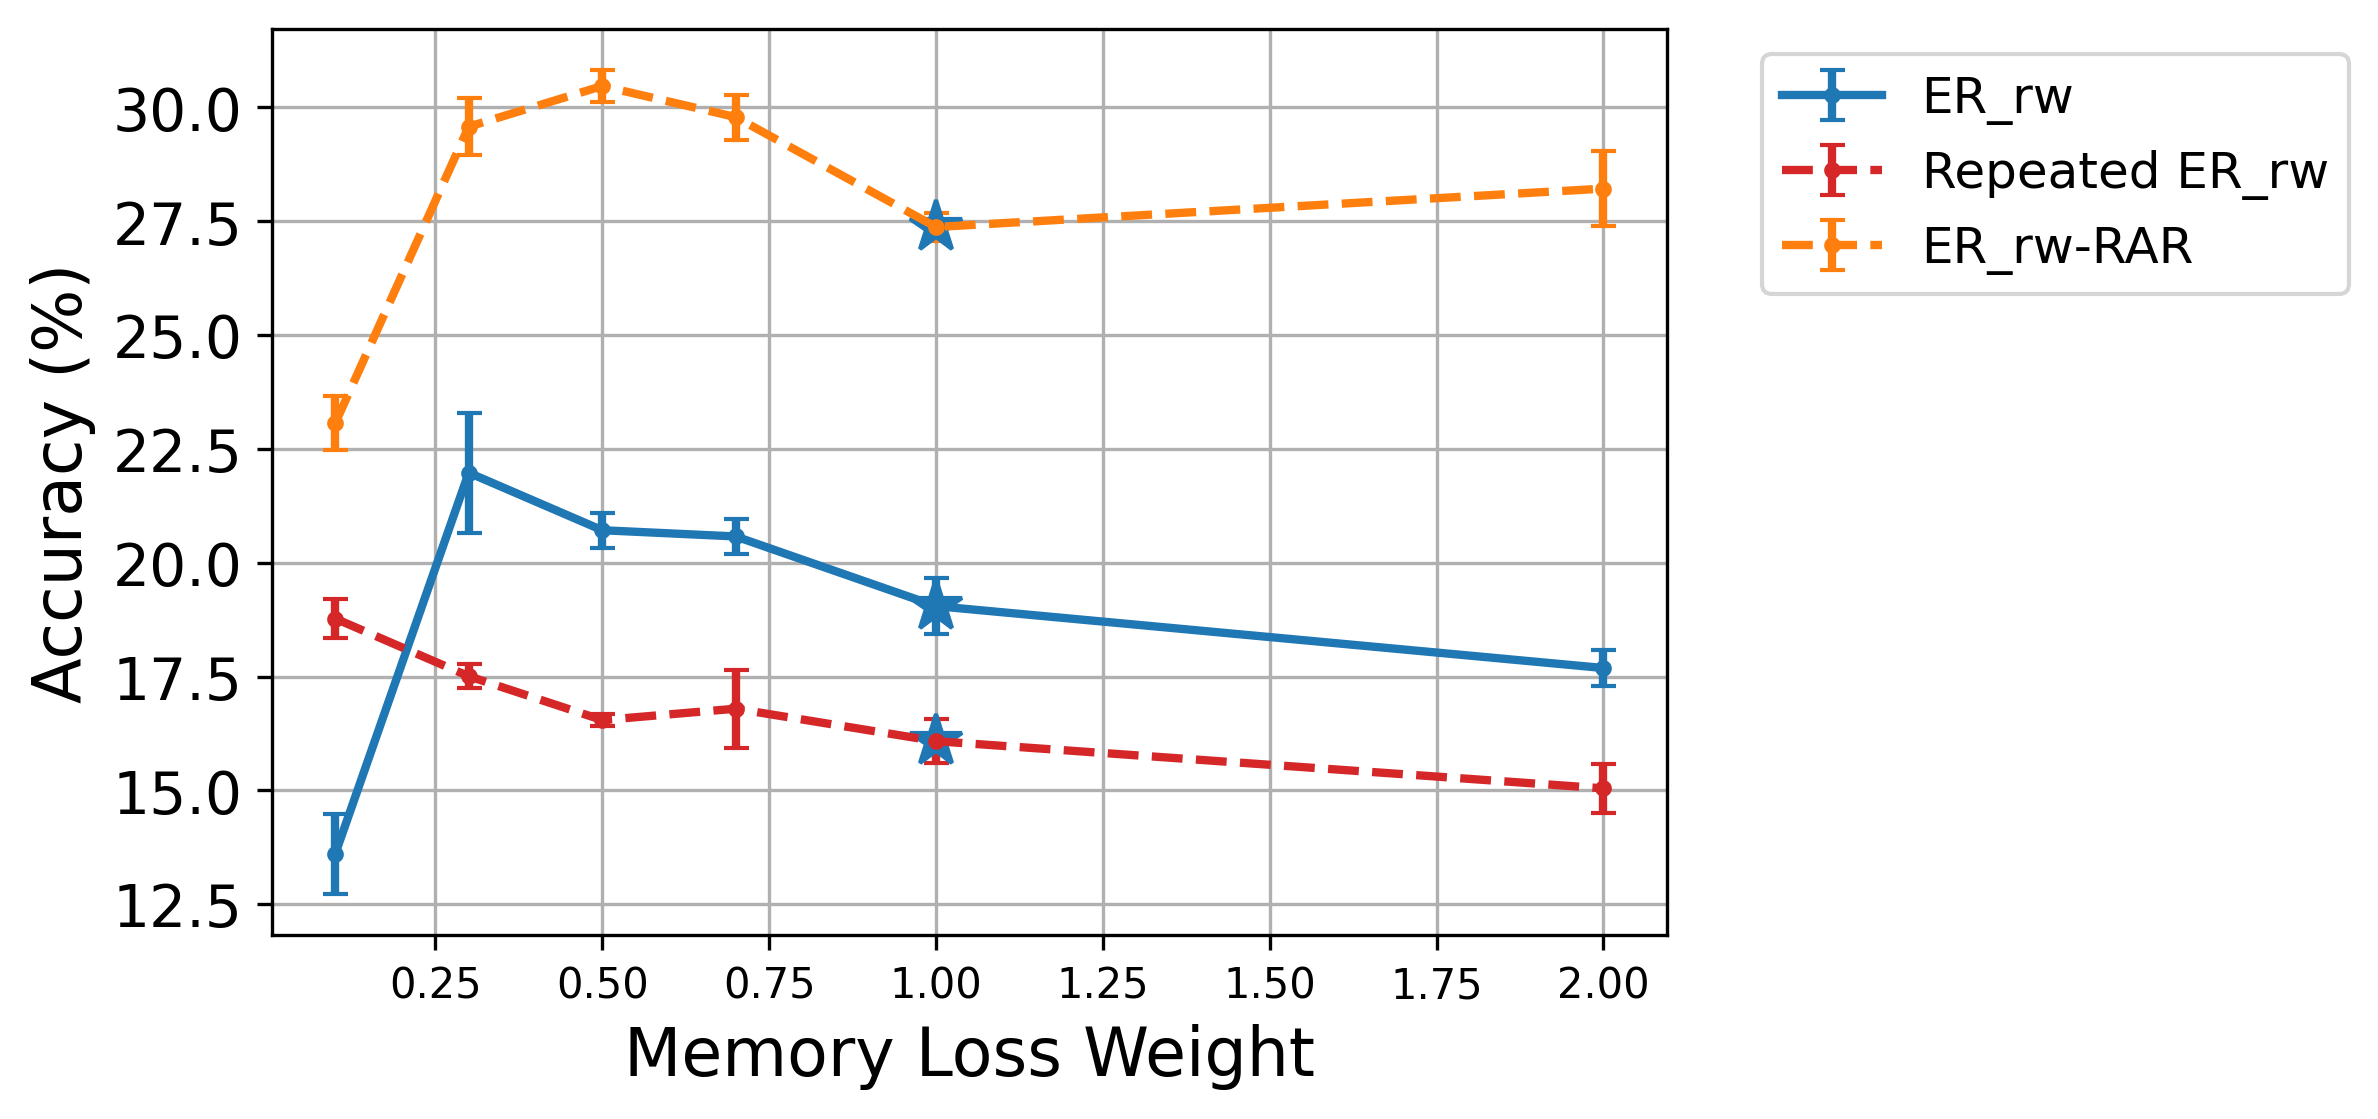 30.0
27.5
25.0
22.5
20.0
17.5
15.0
12.5
Accuracy (%)
0.25 0.50 0.75 1.00 1.25 1.50 1.75 2.00
Memory Loss Weight
ER_rw
Repeated ER_rw
ER_rw-RAR